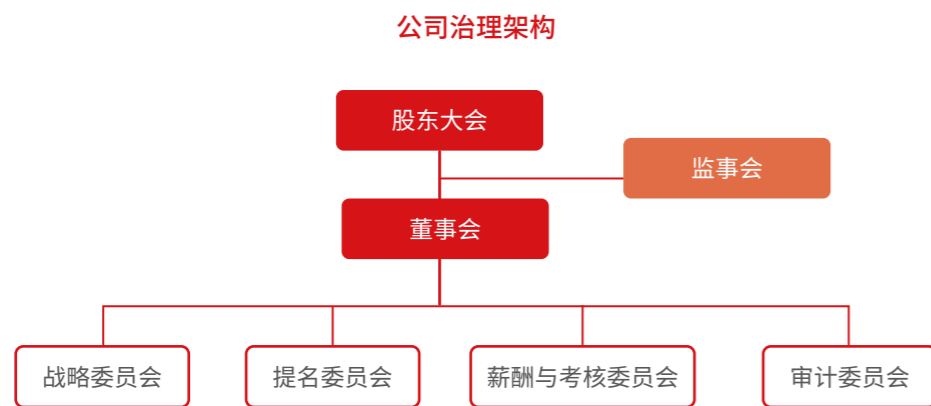 公司治理架构
股东大会
监事会
董事会
战略委员会
提名委员会
薪酬与考核委员会
审计委员会